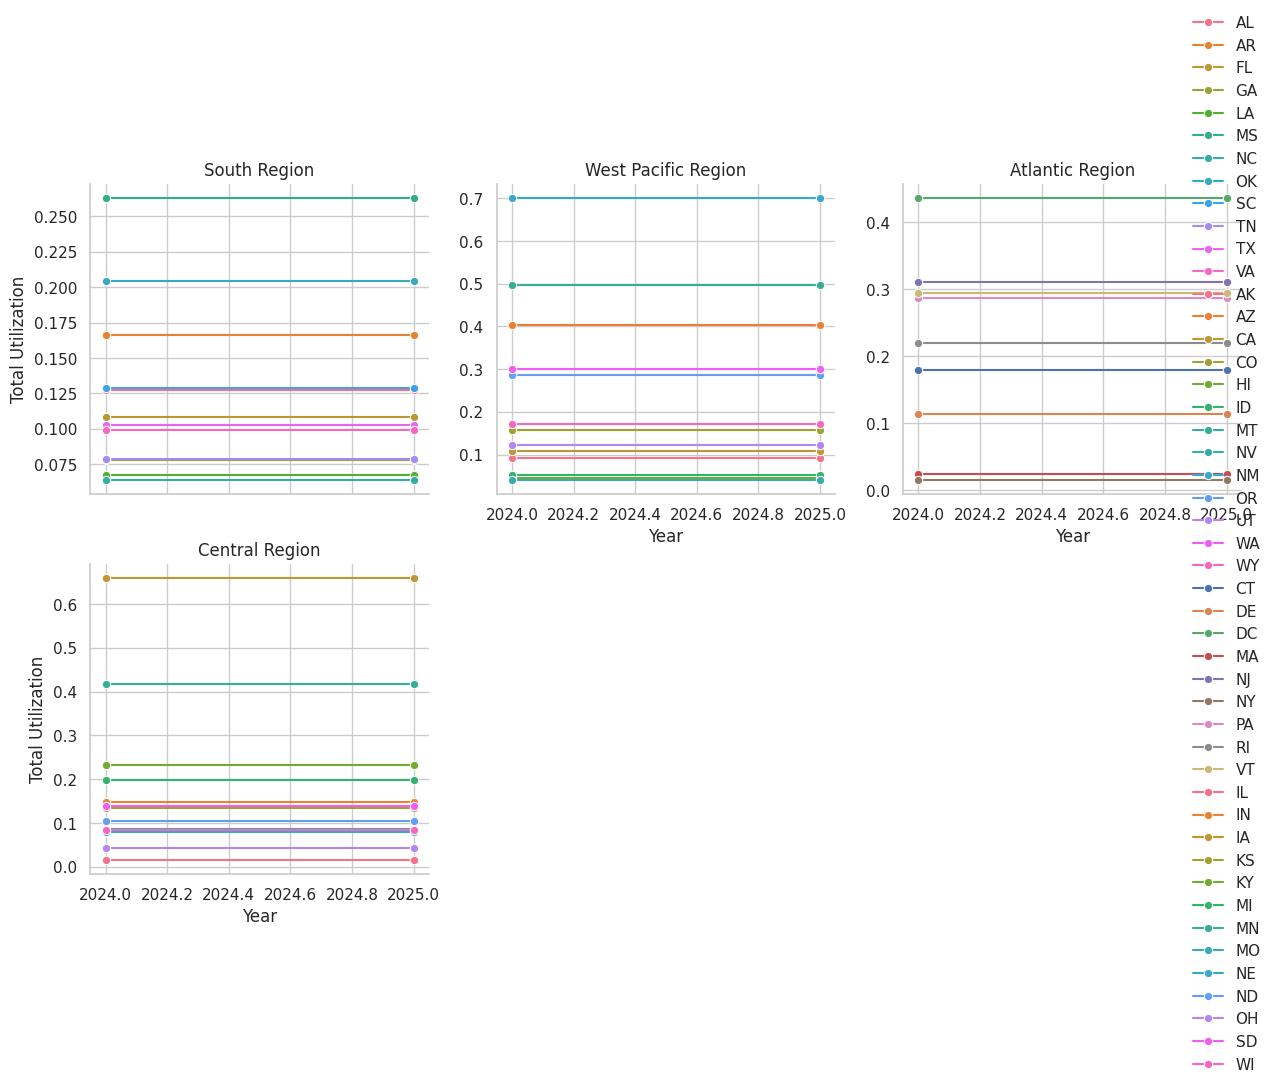 South Region
Total Utilization
0.250
0.225
0.200
0.175
0.150
0.125
0.100
0.075
West Pacific Region
0.7
0.6
0.5
0.4
0.3
0.2
0.1
2024.0 2024.2 2024.4 2024.6 2024.8 2025.0
Year
Atlantic Region
0.4
0.3
0.2
0.1
0.0
2024.0 2024.2 2024.4 2024.6 2024.8 2025.0
Year
Central Region
Total Utilization
0.6
0.5
0.4
0.3
0.2
0.1
0.0
2024.0 2024.2 2024.4 2024.6 2024.8 2025.0
Year
AL
AR
FL
GA
LA
MS
NC
OK
SC
TN
TX
VA
AK
AZ
CA
CO
HI
ID
MT
NV
NM
OR
UT
WA
WY
CT
DE
DC
MA
NJ
NY
PA
RI
VT
IL
IN
IA
KS
KY
MI
MN
MO
NE
ND
OH
SD
WI